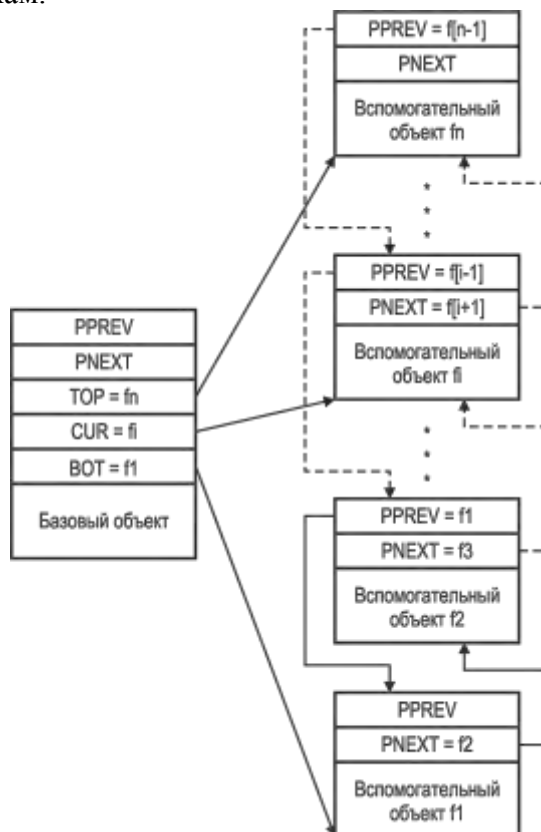 PPREV = f[n-1]
PNEXT
Вспомогательный
объект fn
*
*
*
PPREV = f[i-1]
PNEXT = f[i+1]
Вспомогательный
объект fi
*
*
*
PPREV = f1
PNEXT = f3
Вспомогательный
объект f2
PPREV
PNEXT = f2
Вспомогательный
объект f1
PPREV
PNEXT
TOP = fn
CUR = fi
BOT = f1
Базовый объект